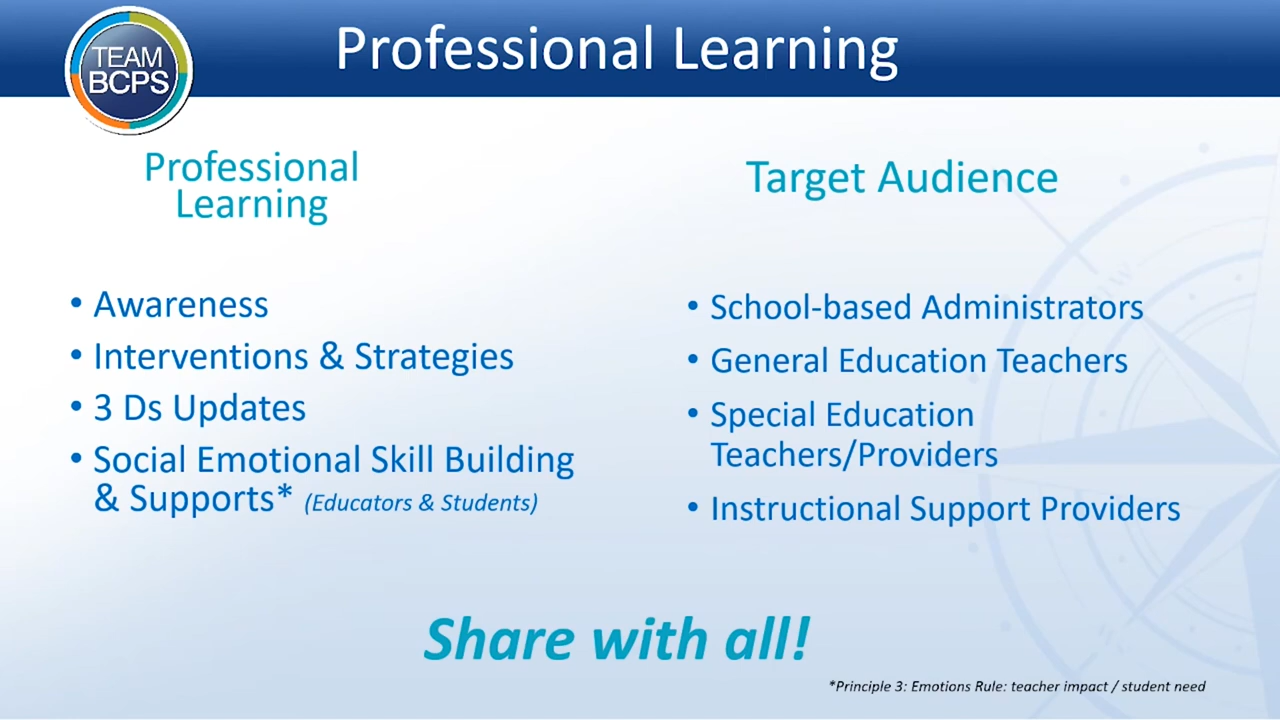 TEAM
BCPS
Professional Learning
Professional
Learning
• Awareness
• Interventions & Strategies
• 3 Ds Updates
• Social Emotional Skill Building
& Supports* (Educators & Students)
Target Audience
• School-based Administrators
• General Education Teachers
• Special Education
Teachers/Providers
• Instructional Support Providers
Share with all!
*Principle 3: Emotions Rule: teacher impact / student need